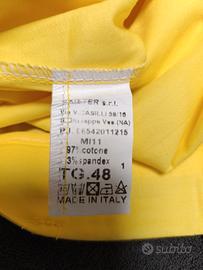 s.r.l.
Via V. 58/16
Giuseppe Ves (NA)
P.I. 06542011215
MI11
97% cotone
3% spandex 1
TG.48
MADE IN ITALY
subito